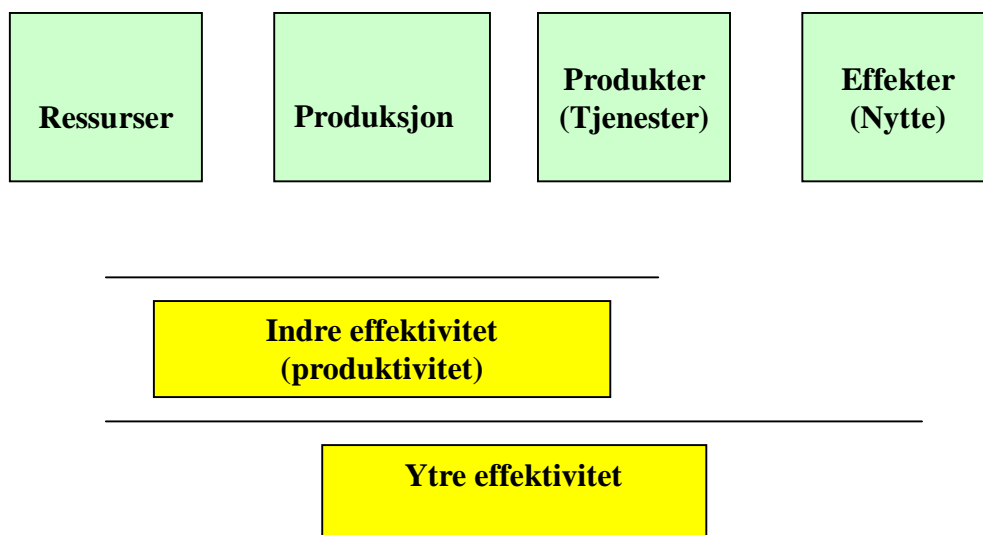 Ressurser
Produksjon
Produkter
(Tjenester)
Effekter
(Nytte)
Indre effektivitet
(produktivitet)
Ytre effektivitet